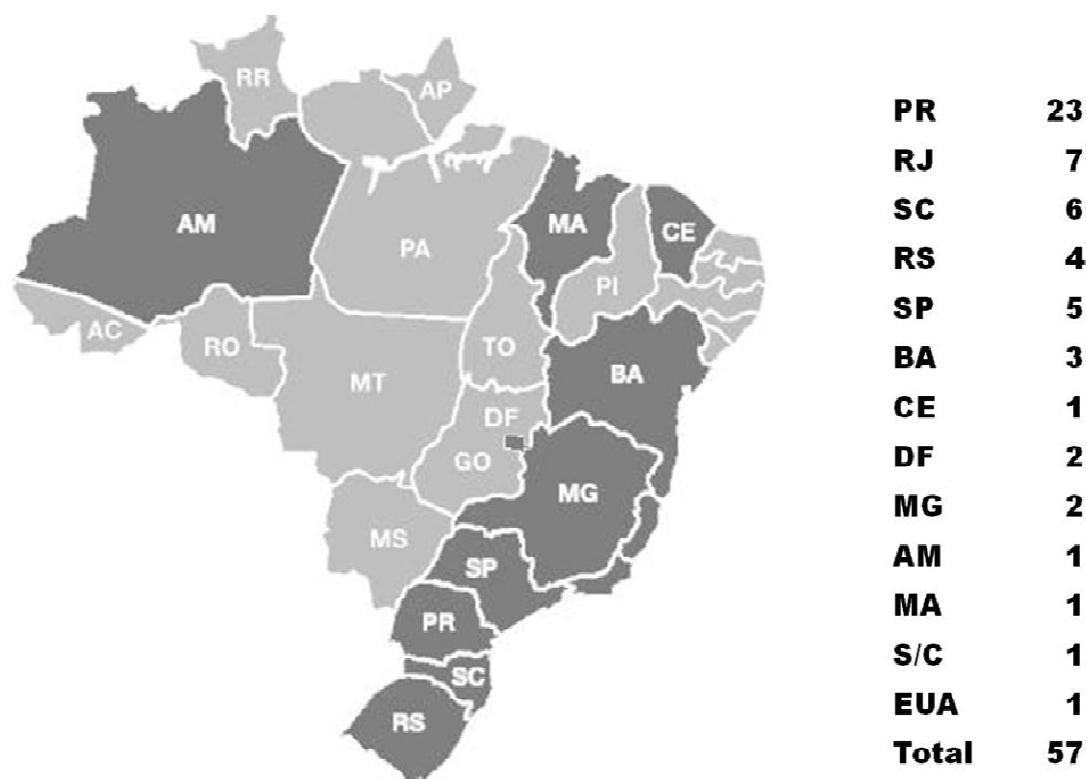 RR
AP
AM
PA
MA
CE
PI
AC
RO
TO
MT
BA
DF
GO
MG
MS
SP
PR
SC
RS
PR 23
RJ 7
SC 6
RS 4
SP 5
BA 3
CE 1
DF 2
MG 2
AM 1
MA 1
S/C 1
EUA 1
Total 57